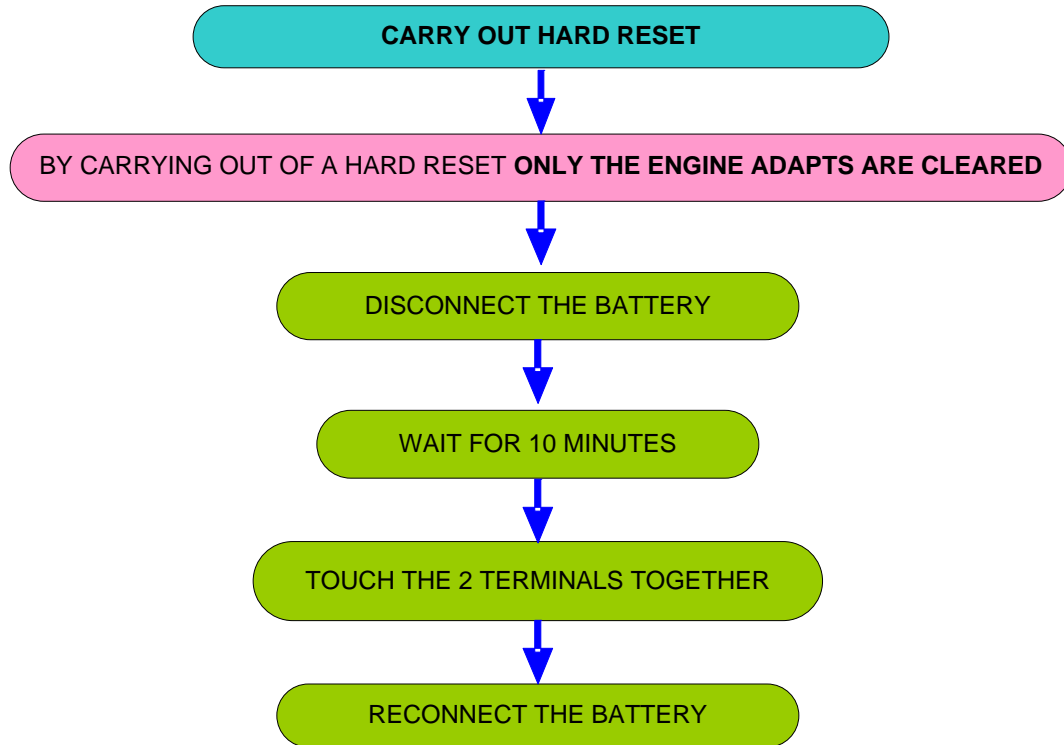 CARRY OUT HARD RESET
BY CARRYING OUT OF A HARD RESET ONLY THE ENGINE ADAPTS ARE CLEARED
DISCONNECT THE BATTERY
WAIT FOR 10 MINUTES
TOUCH THE 2 TERMINALS TOGETHER
RECONNECT THE BATTERY